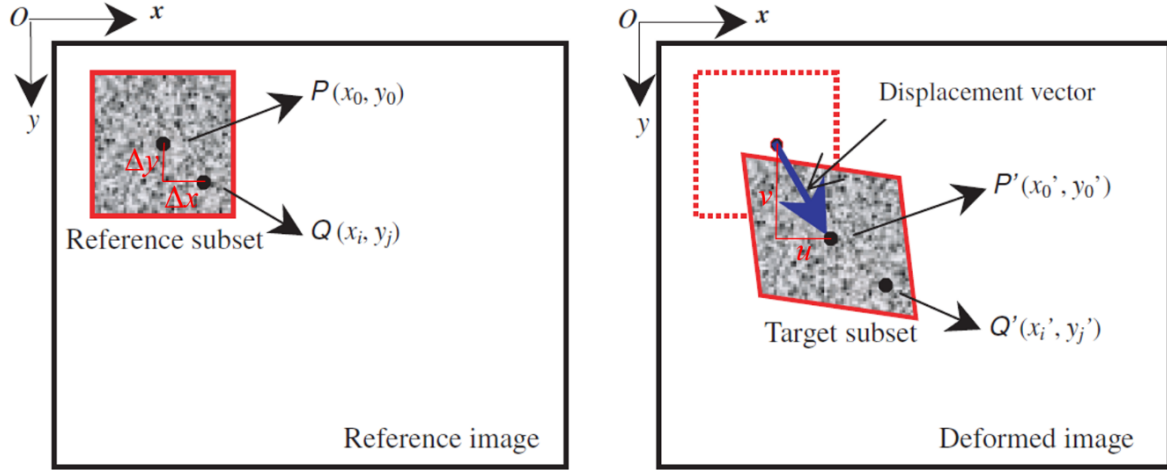 O x
y
P (x₀, y₀)
Δy
Δx
Q (xᵢ, yⱼ)
Reference subset
Reference image
O x
y
Displacement vector
v
u
P' (x₀', y₀')
Q' (xᵢ', yⱼ')
Target subset
Deformed image